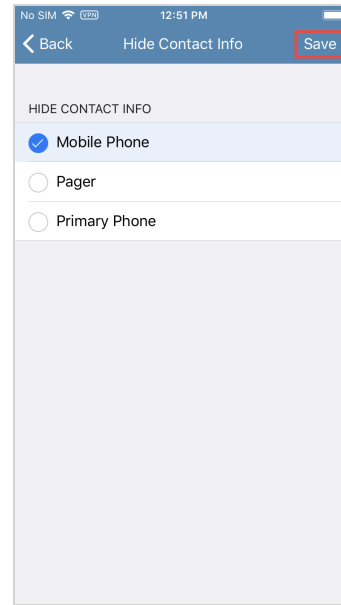 No SIM VPN 12:51 PM
Back Hide Contact Info Save
HIDE CONTACT INFO
Mobile Phone
Pager
Primary Phone